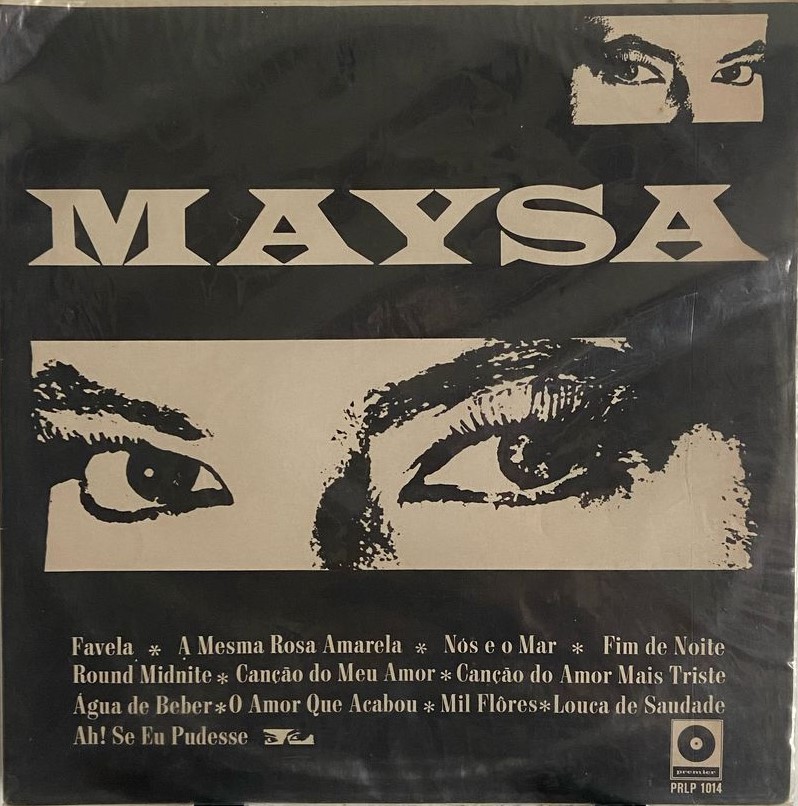 MAYSA
Favela * A Mesma Rosa Amarela * Nós e o Mar * Fim de Noite
Round Midnite * Canção do Meu Amor * Canção do Amor Mais Triste
Água de Beber * O Amor Que Acabou * Mil Flôres * Louca de Saudade
Ah! Se Eu Pudesse
premier
PRLP 1014